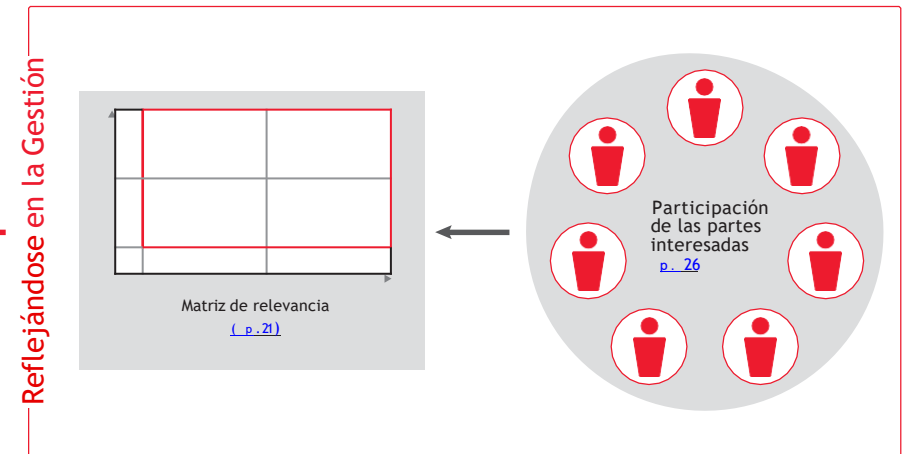 Reflejándose en la Gestión
Matriz de relevancia
( p.21)
Participación
de las partes
interesadas
p. 26